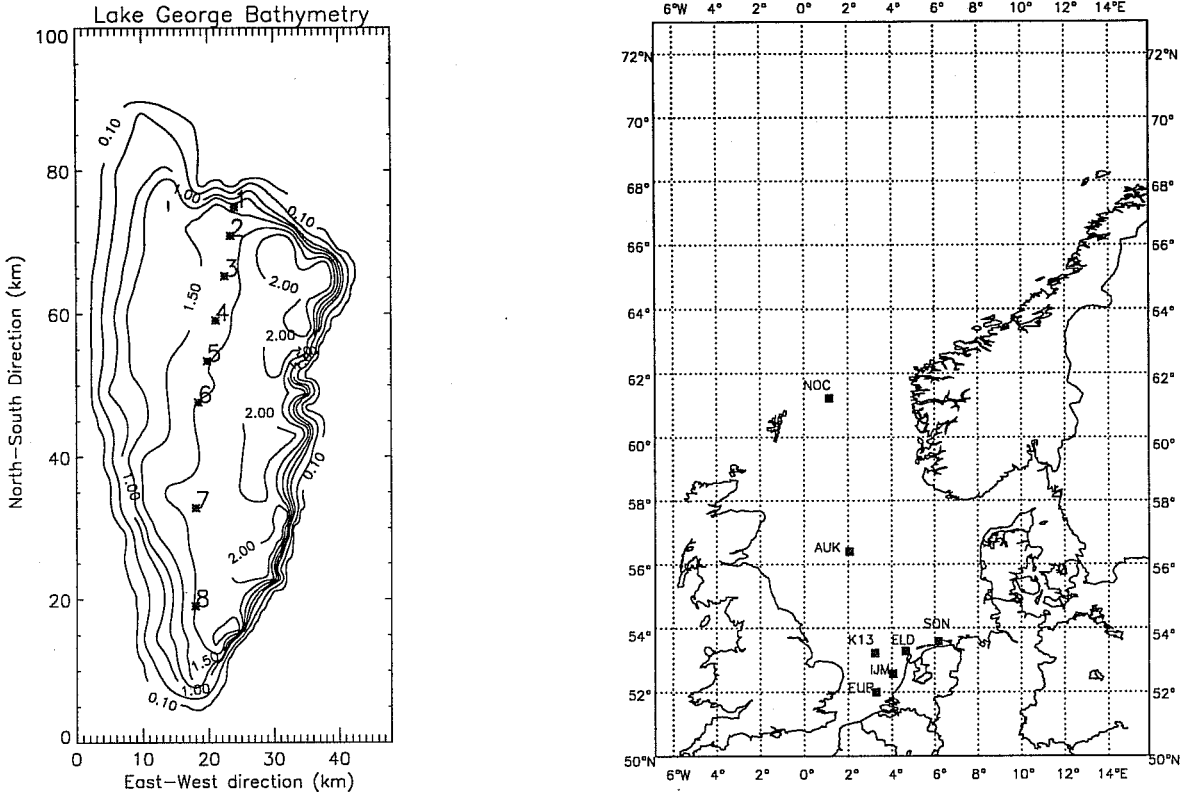 Lake George Bathymetry
100
80
60
40
20
0
North-South Direction (km)
0 10 20 30 40
East-West direction (km)
0.10
1.00
1
0.10
2
3
2.00
1.50
4
2.00
5
6
2.00
0.10
1.00
7
2.00
8
1.50
1.00
0.10
6°W 4° 2° 0° 2° 4° 6° 8° 10° 12° 14°E
72°N 72°N
70° 70°
68° 68°
66° 66°
64° 64°
62° 62°
NOC
60° 60°
58° 58°
AUK
56° 56°
SON
54° 54°
K13 ELD
IJM
EUR
52° 52°
50°N 50°N
6°W 4° 2° 0° 2° 4° 6° 8° 10° 12° 14°E